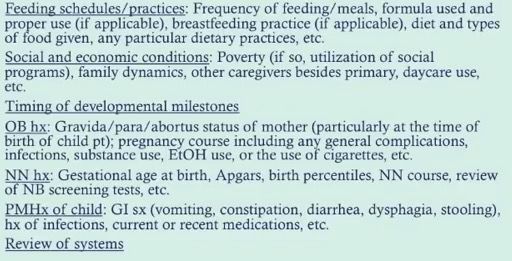 Feeding schedules/practices: Frequency of feeding/meals, formula used and
proper use (if applicable), breastfeeding practice (if applicable), diet and types
of food given, any particular dietary practices, etc.
Social and economic conditions: Poverty (if so, utilization of social
programs), family dynamics, other caregivers besides primary, daycare use,
etc.
Timing of developmental milestones
OB hx: Gravida/para/abortus status of mother (particularly at the time of
birth of child pt); pregnancy course including any general complications,
infections, substance use, EtOH use, or the use of cigarettes, etc.
NN hx: Gestational age at birth, Apgars, birth percentiles, NN course, review
of NB screening tests, etc.
PMHx of child: GI sx (vomiting, constipation, diarrhea, dysphagia, stooling),
hx of infections, current or recent medications, etc.
Review of systems